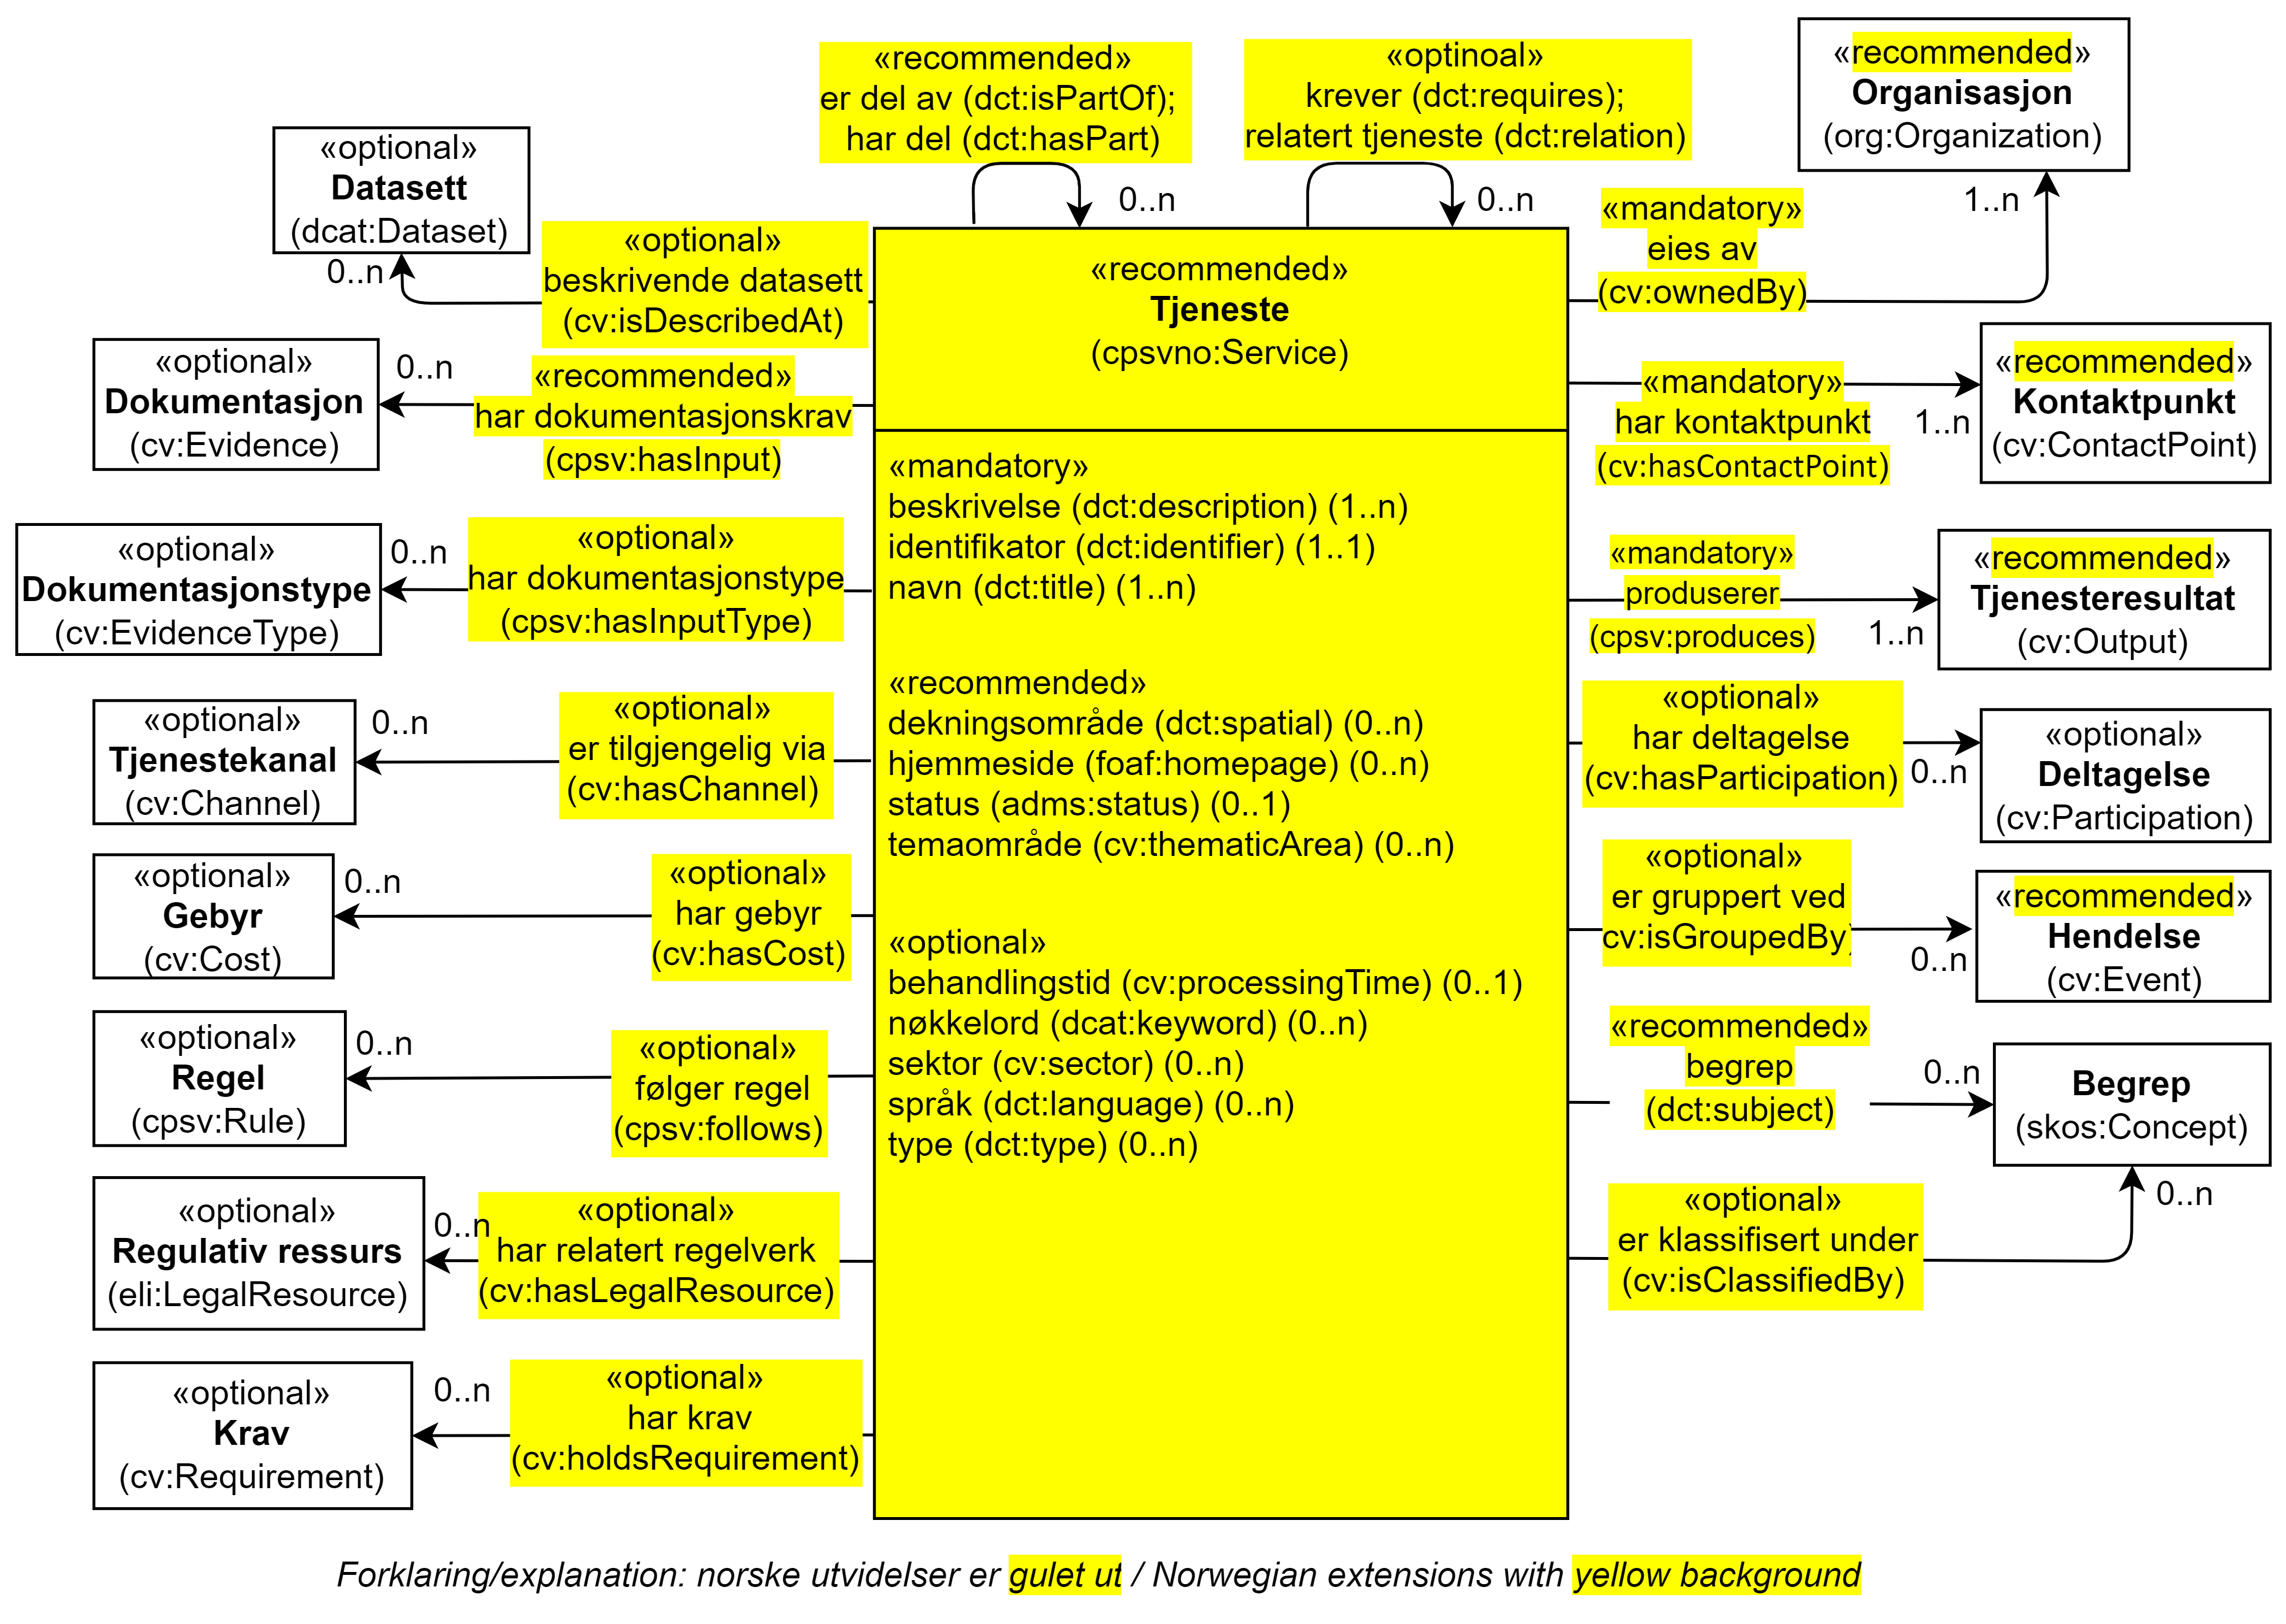 «recommended»
er del av (dct:isPartOf);
har del (dct:hasPart)
0..n
«optinoal»
krever (dct:requires);
relatert tjeneste (dct:relation)
0..n
«recommended»
Organisasjon
(org:Organization)
1..n
«mandatory»
eies av
(cv:ownedBy)
«optional»
Datasett
(dcat:Dataset)
0..n
«optional»
beskrivende datasett
(cv:isDescribedAt)
«optional»
Dokumentasjon
(cv:Evidence)
0..n
«recommended»
har dokumentasjonskrav
(cpsv:hasInput)
«optional»
Dokumentasjonstype
(cv:EvidenceType)
0..n
«optional»
har dokumentasjonstype
(cpsv:hasInputType)
«optional»
Tjenestekanal
(cv:Channel)
0..n
«optional»
er tilgjengelig via
(cv:hasChannel)
«optional»
Gebyr
(cv:Cost)
0..n
«optional»
har gebyr
(cv:hasCost)
«optional»
Regel
(cpsv:Rule)
0..n
«optional»
følger regel
(cpsv:follows)
«optional»
Regulativ ressurs
(eli:LegalResource)
0..n
«optional»
har relatert regelverk
(cv:hasLegalResource)
«optional»
Krav
(cv:Requirement)
0..n
«optional»
har krav
(cv:holdsRequirement)
«recommended»
Tjeneste
(cpsvno:Service)
«mandatory»
beskrivelse (dct:description) (1..n)
identifikator (dct:identifier) (1..1)
navn (dct:title) (1..n)
«recommended»
dekningsområde (dct:spatial) (0..n)
hjemmeside (foaf:homepage) (0..n)
status (adms:status) (0..1)
temaområde (cv:thematicArea) (0..n)
«optional»
behandlingstid (cv:processingTime) (0..1)
nøkkelord (dcat:keyword) (0..n)
sektor (cv:sector) (0..n)
språk (dct:language) (0..n)
type (dct:type) (0..n)
«mandatory»
har kontaktpunkt
(cv:hasContactPoint)
1..n
«recommended»
Kontaktpunkt
(cv:ContactPoint)
«mandatory»
produserer
(cpsv:produces)
1..n
«recommended»
Tjenesteresultat
(cv:Output)
«optional»
har deltagelse
(cv:hasParticipation)
0..n
«optional»
Deltagelse
(cv:Participation)
«optional»
er gruppert ved
cv:isGroupedBy)
0..n
«recommended»
Hendelse
(cv:Event)
«recommended»
begrep
(dct:subject)
0..n
Begrep
(skos:Concept)
«optional»
er klassifisert under
(cv:isClassifiedBy)
0..n
Forklaring/explanation: norske utvidelser er gulet ut / Norwegian extensions with yellow background